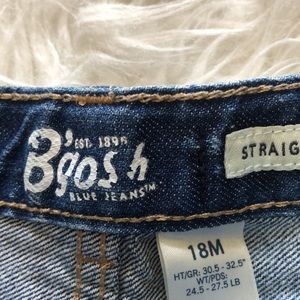 EST. 1895
B'gosh
BLUE JEANS™
STRAIG
18M
HT/GR: 30.5 - 32.5"
WT/PDS:
24.5 - 27.5 LB